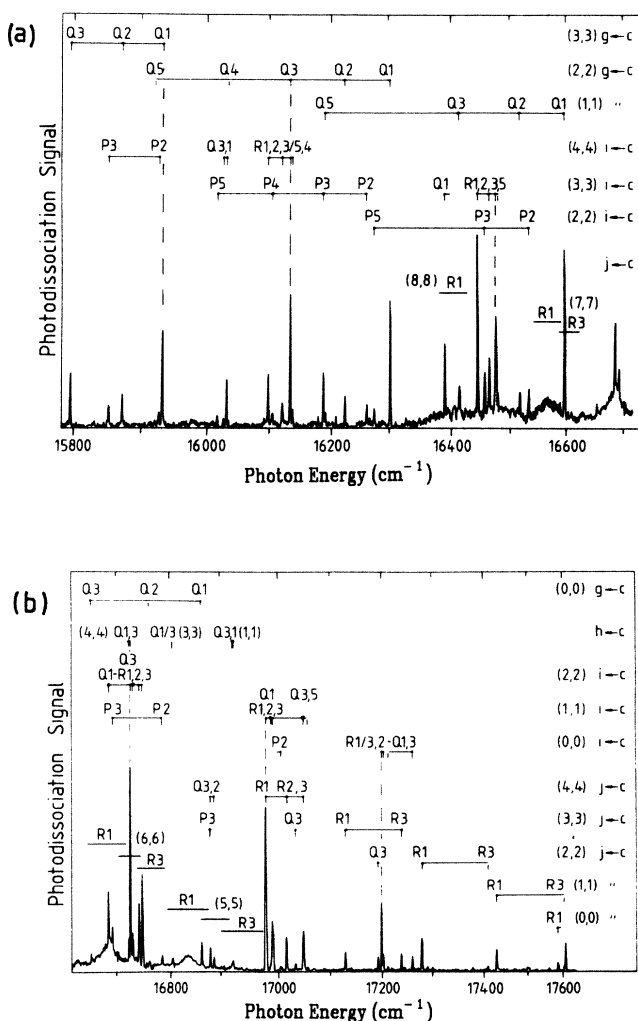 (a)
Q3 Q2 Q1 (3,3) g←c
Q5 Q4 Q3 Q2 Q1 (2,2) g←c
Q5 Q3 Q2 Q1 (1,1) "
P3 P2 Q3,1 R1,2,3/5,4 (4,4) i←c
P5 P4 P3 P2 Q1 R1,2,3,5 (3,3) i←c
P5 P3 P2 (2,2) i←c
j←c
(8,8) R1
(7,7)
R1 R3
Photodissociation Signal
15800 16000 16200 16400 16600
Photon Energy (cm⁻¹)
(b)
Q3 Q2 Q1 (0,0) g←c
(4,4) Q1,3 Q1/3 (3,3) Q3,1 (1,1) h←c
Q3
Q1-R1,2,3 (2,2) i←c
Q1 Q3,5
P3 P2 R1,2,3 (1,1) i←c
P2 R1/3,2-Q1,3 (0,0) i←c
Q3,2 R1 R2,3 (4,4) j←c
P3 Q3 R1 R3 (3,3) j←c
Q3 R1 R3 (2,2) j←c
R1 (6,6) R3
R1 (5,5) R3
R1 R3 (1,1) "
R1 (0,0) "
Photodissociation Signal
16800 17000 17200 17400 17600
Photon Energy (cm⁻¹)